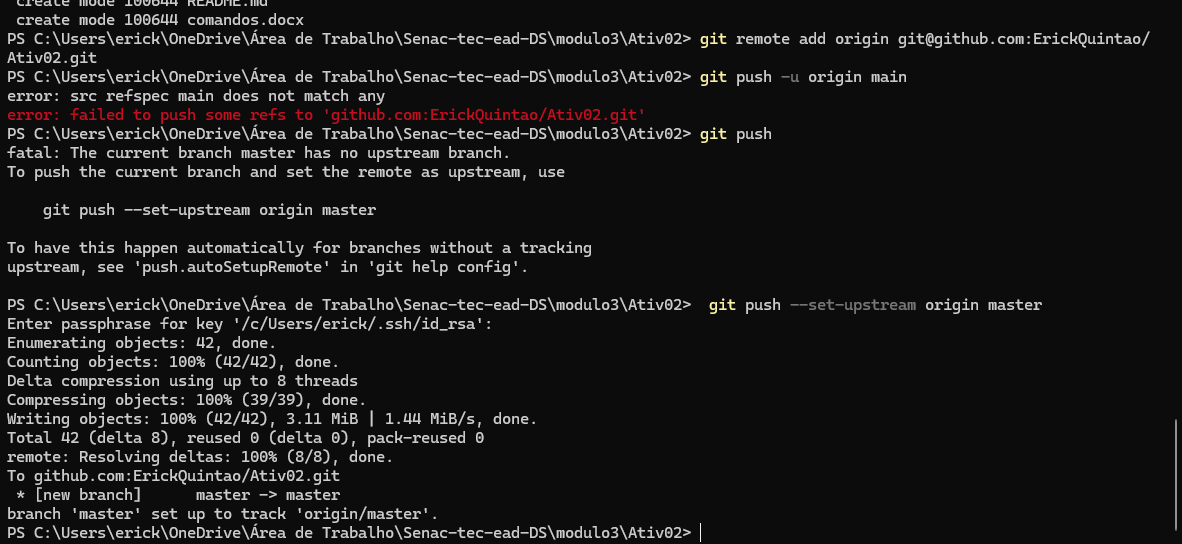 create mode 100644 README.md
create mode 100644 comandos.docx
PS C:\Users\erick\OneDrive\Área de Trabalho\Senac-tec-ead-DS\modulo3\Ativ02> git remote add origin git@github.com:ErickQuintao/
Ativ02.git
PS C:\Users\erick\OneDrive\Área de Trabalho\Senac-tec-ead-DS\modulo3\Ativ02> git push -u origin main
error: src refspec main does not match any
error: failed to push some refs to 'github.com:ErickQuintao/Ativ02.git'
PS C:\Users\erick\OneDrive\Área de Trabalho\Senac-tec-ead-DS\modulo3\Ativ02> git push
fatal: The current branch master has no upstream branch.
To push the current branch and set the remote as upstream, use
git push --set-upstream origin master
To have this happen automatically for branches without a tracking
upstream, see 'push.autoSetupRemote' in 'git help config'.
PS C:\Users\erick\OneDrive\Área de Trabalho\Senac-tec-ead-DS\modulo3\Ativ02>  git push --set-upstream origin master
Enter passphrase for key '/c/Users/erick/.ssh/id_rsa':
Enumerating objects: 42, done.
Counting objects: 100% (42/42), done.
Delta compression using up to 8 threads
Compressing objects: 100% (39/39), done.
Writing objects: 100% (42/42), 3.11 MiB | 1.44 MiB/s, done.
Total 42 (delta 8), reused 0 (delta 0), pack-reused 0
remote: Resolving deltas: 100% (8/8), done.
To github.com:ErickQuintao/Ativ02.git
* [new branch]      master -> master
branch 'master' set up to track 'origin/master'.
PS C:\Users\erick\OneDrive\Área de Trabalho\Senac-tec-ead-DS\modulo3\Ativ02>